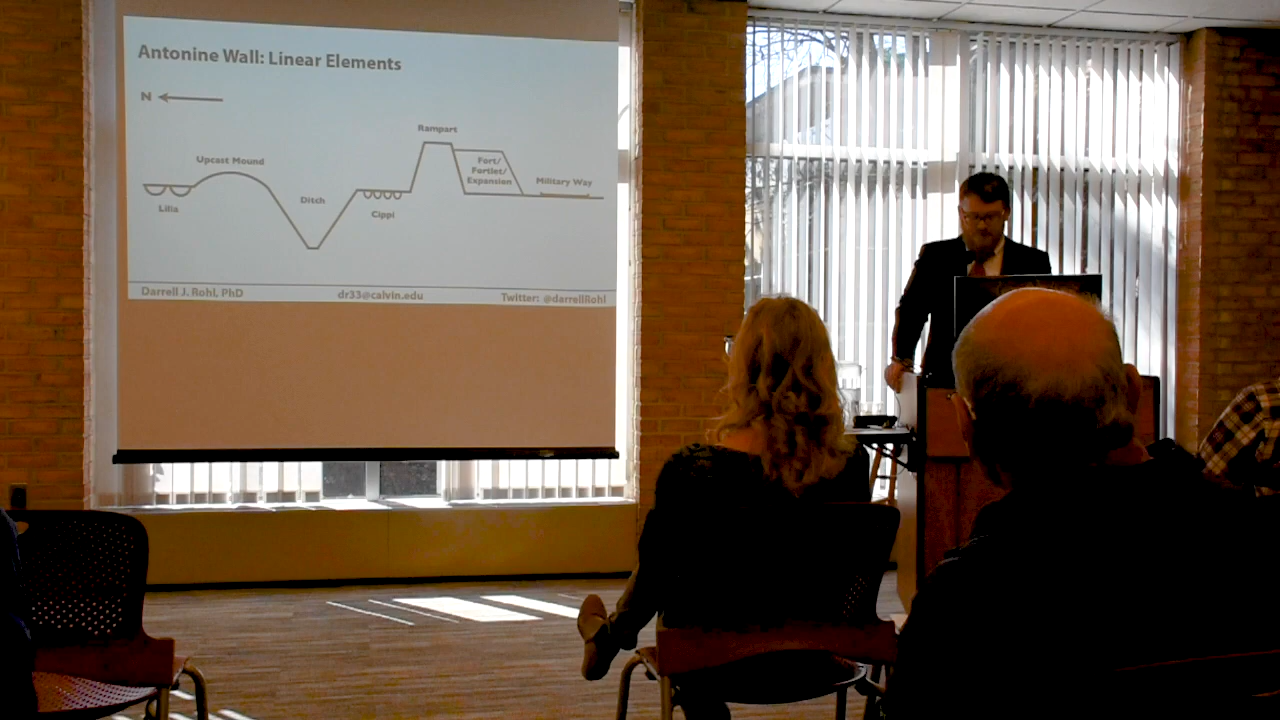 Antonine Wall: Linear Elements
N
Rampart
Upcast Mound
Fort/
Fortlet/
Expansion
Military Way
Lilia
Ditch
Cippi
Darrell J. Rohl, PhD
dr33@calvin.edu
Twitter: @darrellRohl